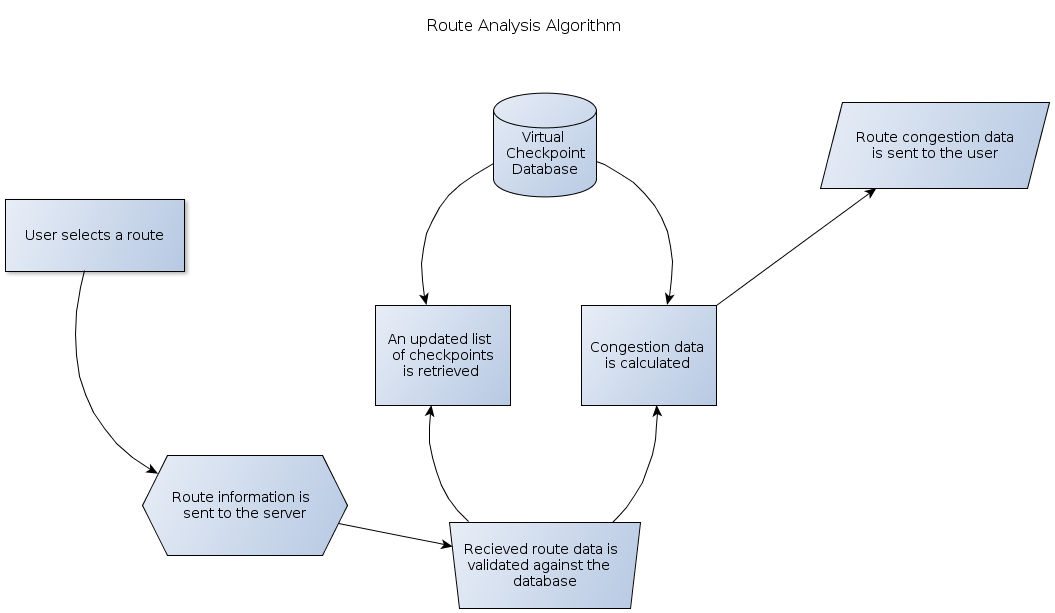 Route Analysis Algorithm
Virtual
Checkpoint
Database
Route congestion data
is sent to the user
User selects a route
An updated list
of checkpoints
is retrieved
Congestion data
is calculated
Route information is
sent to the server
Recieved route data is
validated against the
database